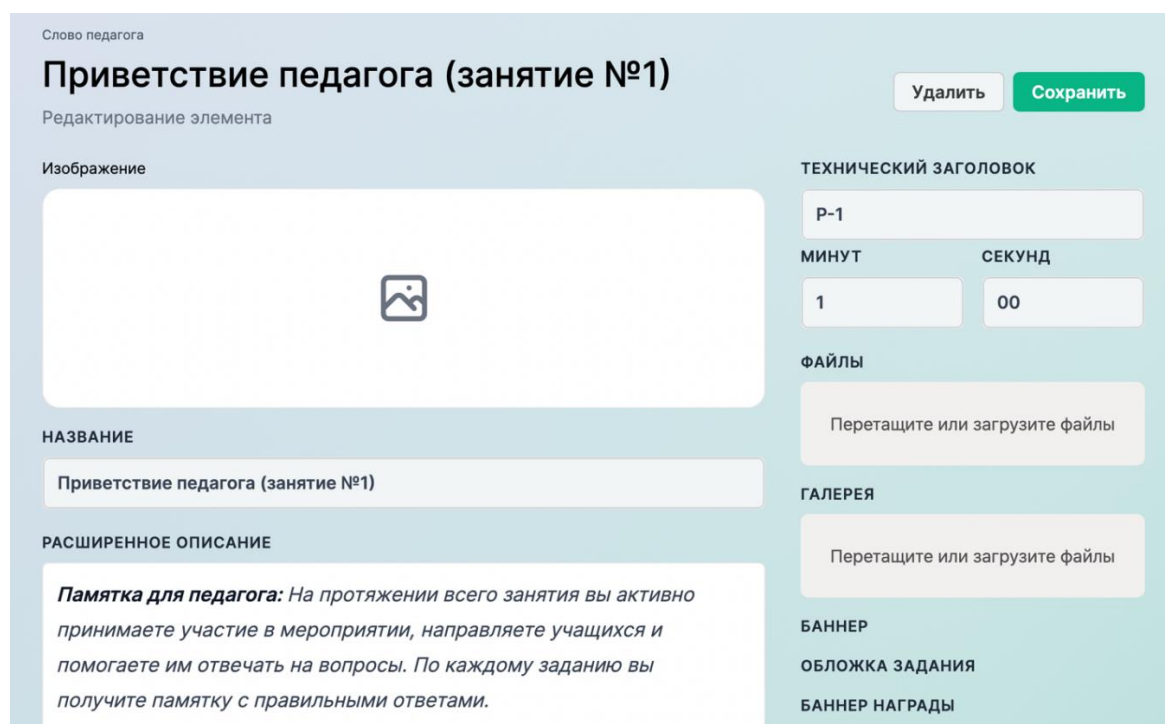 Слово педагога
Приветствие педагога (занятие №1)
Редактирование элемента
Удалить
Сохранить
Изображение
НАЗВАНИЕ
Приветствие педагога (занятие №1)
РАСШИРЕННОЕ ОПИСАНИЕ
Памятка для педагога: На протяжении всего занятия вы активно
принимаете участие в мероприятии, направляете учащихся и
помогаете им отвечать на вопросы. По каждому заданию вы
получите памятку с правильными ответами.
ТЕХНИЧЕСКИЙ ЗАГОЛОВОК
P-1
МИНУТ
СЕКУНД
1
00
ФАЙЛЫ
Перетащите или загрузите файлы
ГАЛЕРЕЯ
Перетащите или загрузите файлы
БАННЕР
ОБЛОЖКА ЗАДАНИЯ
БАННЕР НАГРАДЫ